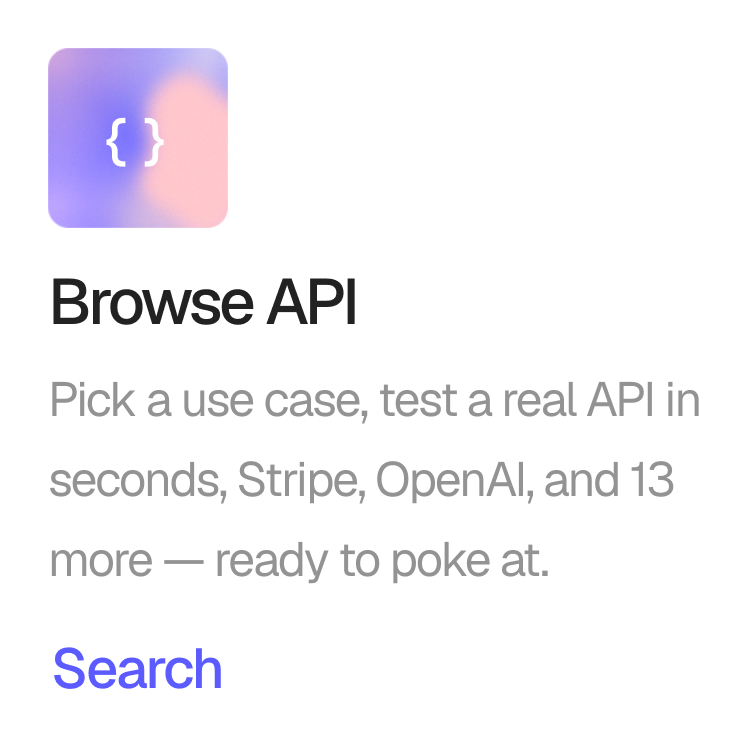 { }
Browse API
Pick a use case, test a real API in
seconds, Stripe, OpenAI, and 13
more — ready to poke at.
Search